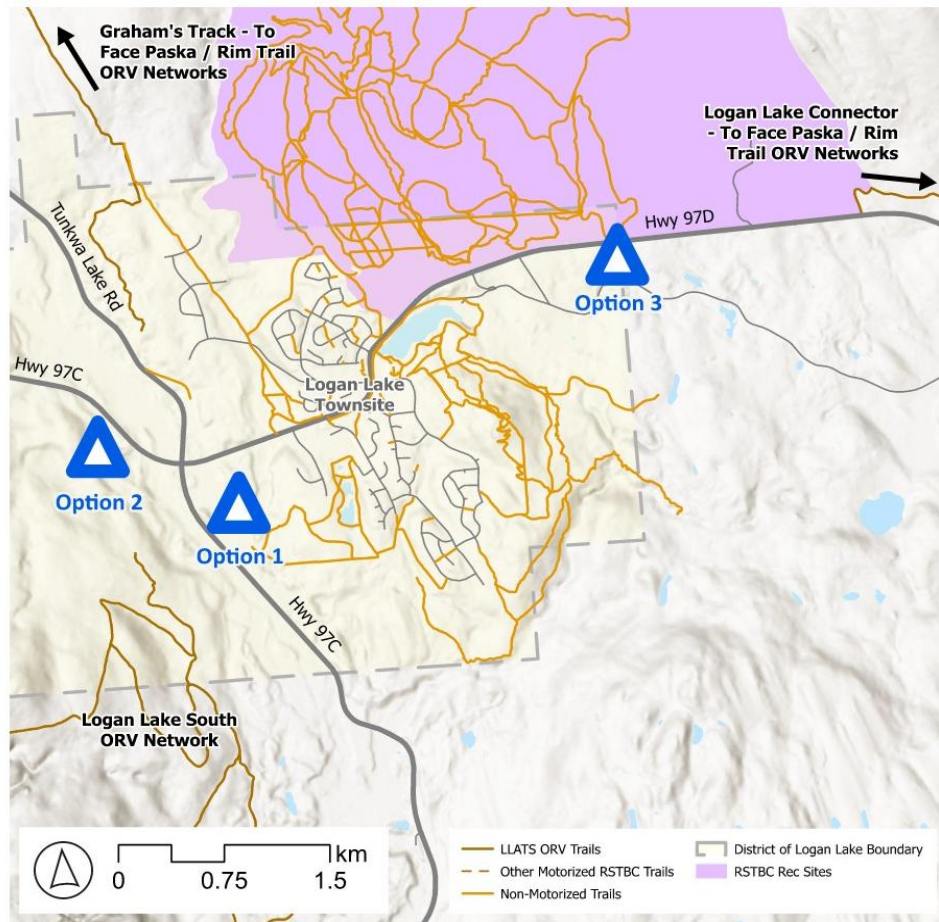 Graham's Track - To
Face Paska / Rim Trail
ORV Networks
Logan Lake Connector
- To Face Paska / Rim
Trail ORV Networks
Hwy 97D
Tunkwa Lake Rd
Option 3
Hwy 97C
Logan Lake
Townsite
Option 2
Option 1
Hwy 97C
Logan Lake South
ORV Network
km
0
0.75
1.5
LLATS ORV Trails
Other Motorized RSTBC Trails
Non-Motorized Trails
District of Logan Lake Boundary
RSTBC Rec Sites